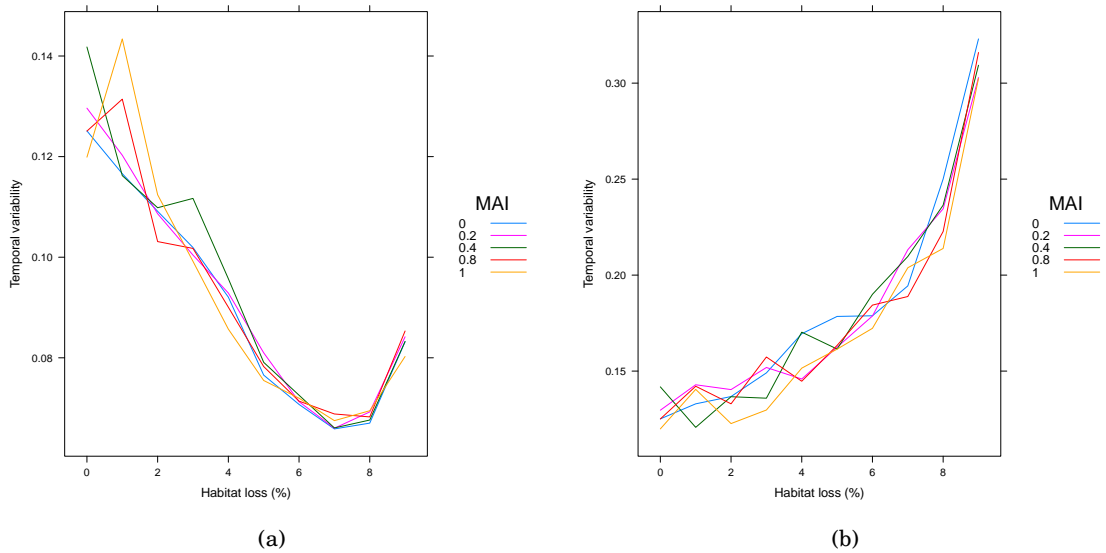 Temporal variability
0.14
0.12
0.10
0.08
0 2 4 6 8
Habitat loss (%)
MAI
0
0.2
0.4
0.8
1
(a)
Temporal variability
0.30
0.25
0.20
0.15
0 2 4 6 8
Habitat loss (%)
MAI
0
0.2
0.4
0.8
1
(b)